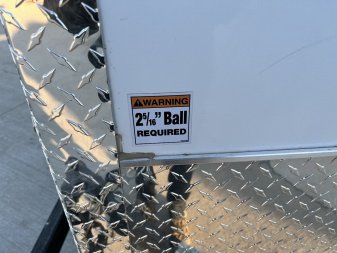 WARNING
2 5/16" Ball
REQUIRED